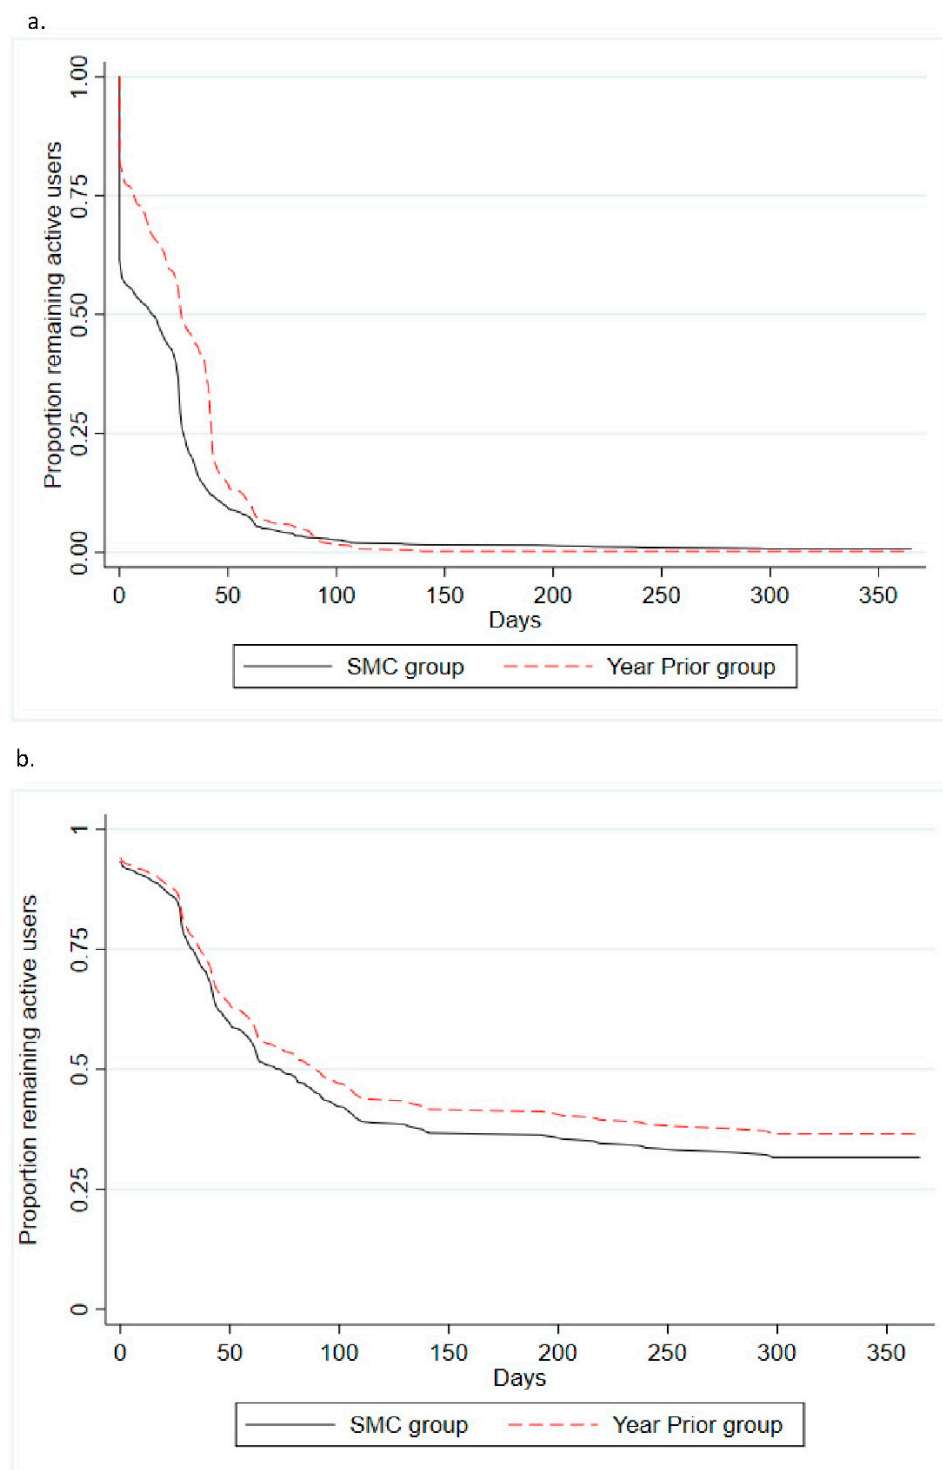 a.
Proportion remaining active users
1.00
0.75
0.50
0.25
0.00
0 50 100 150 200 250 300 350
Days
SMC group Year Prior group
b.
Proportion remaining active users
1
0.75
0.5
0.25
0
0 50 100 150 200 250 300 350
Days
SMC group Year Prior group